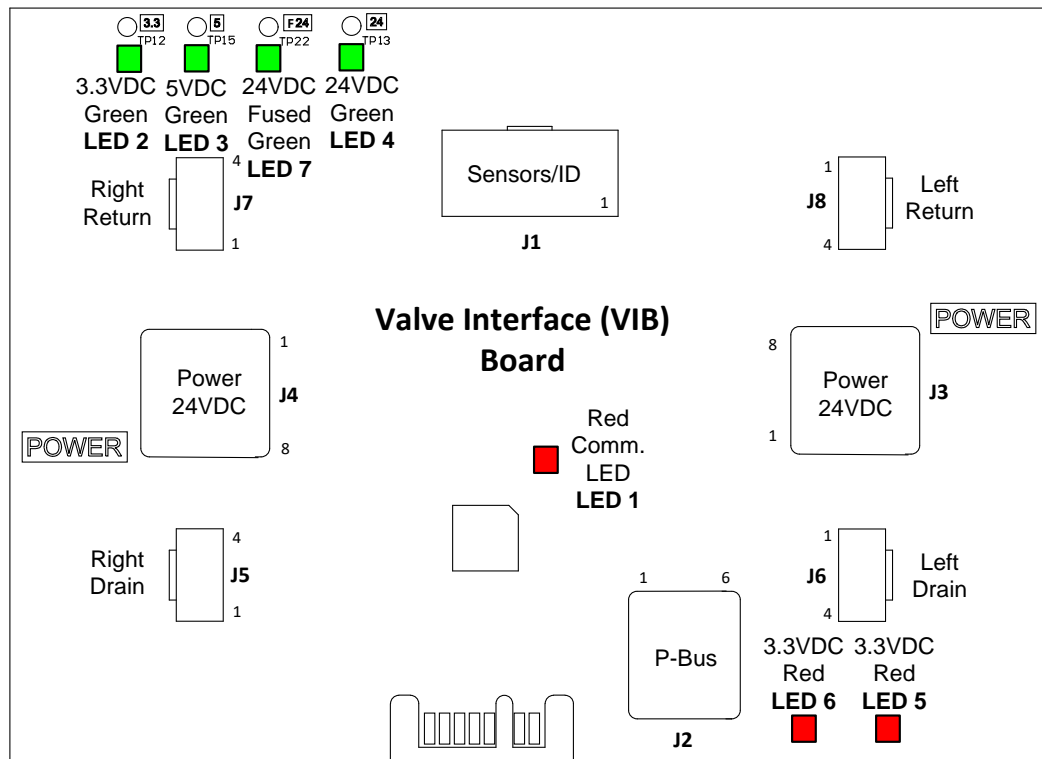 3.3
5
F24
24
TP12
TP15
TP22
TP13
3.3VDC
Green
LED 2
5VDC
Green
LED 3
24VDC
Fused
Green
LED 7
24VDC
Green
LED 4
Right
Return
4
J7
1
Sensors/ID
1
J1
1
J8
4
Left
Return
Valve Interface (VIB)
Board
POWER
Power
24VDC
1
J4
8
POWER
8
1
Power
24VDC
J3
Red
Comm.
LED
LED 1
Right
Drain
4
J5
1
1
J6
4
Left
Drain
1
6
P-Bus
J2
3.3VDC
Red
LED 6
3.3VDC
Red
LED 5